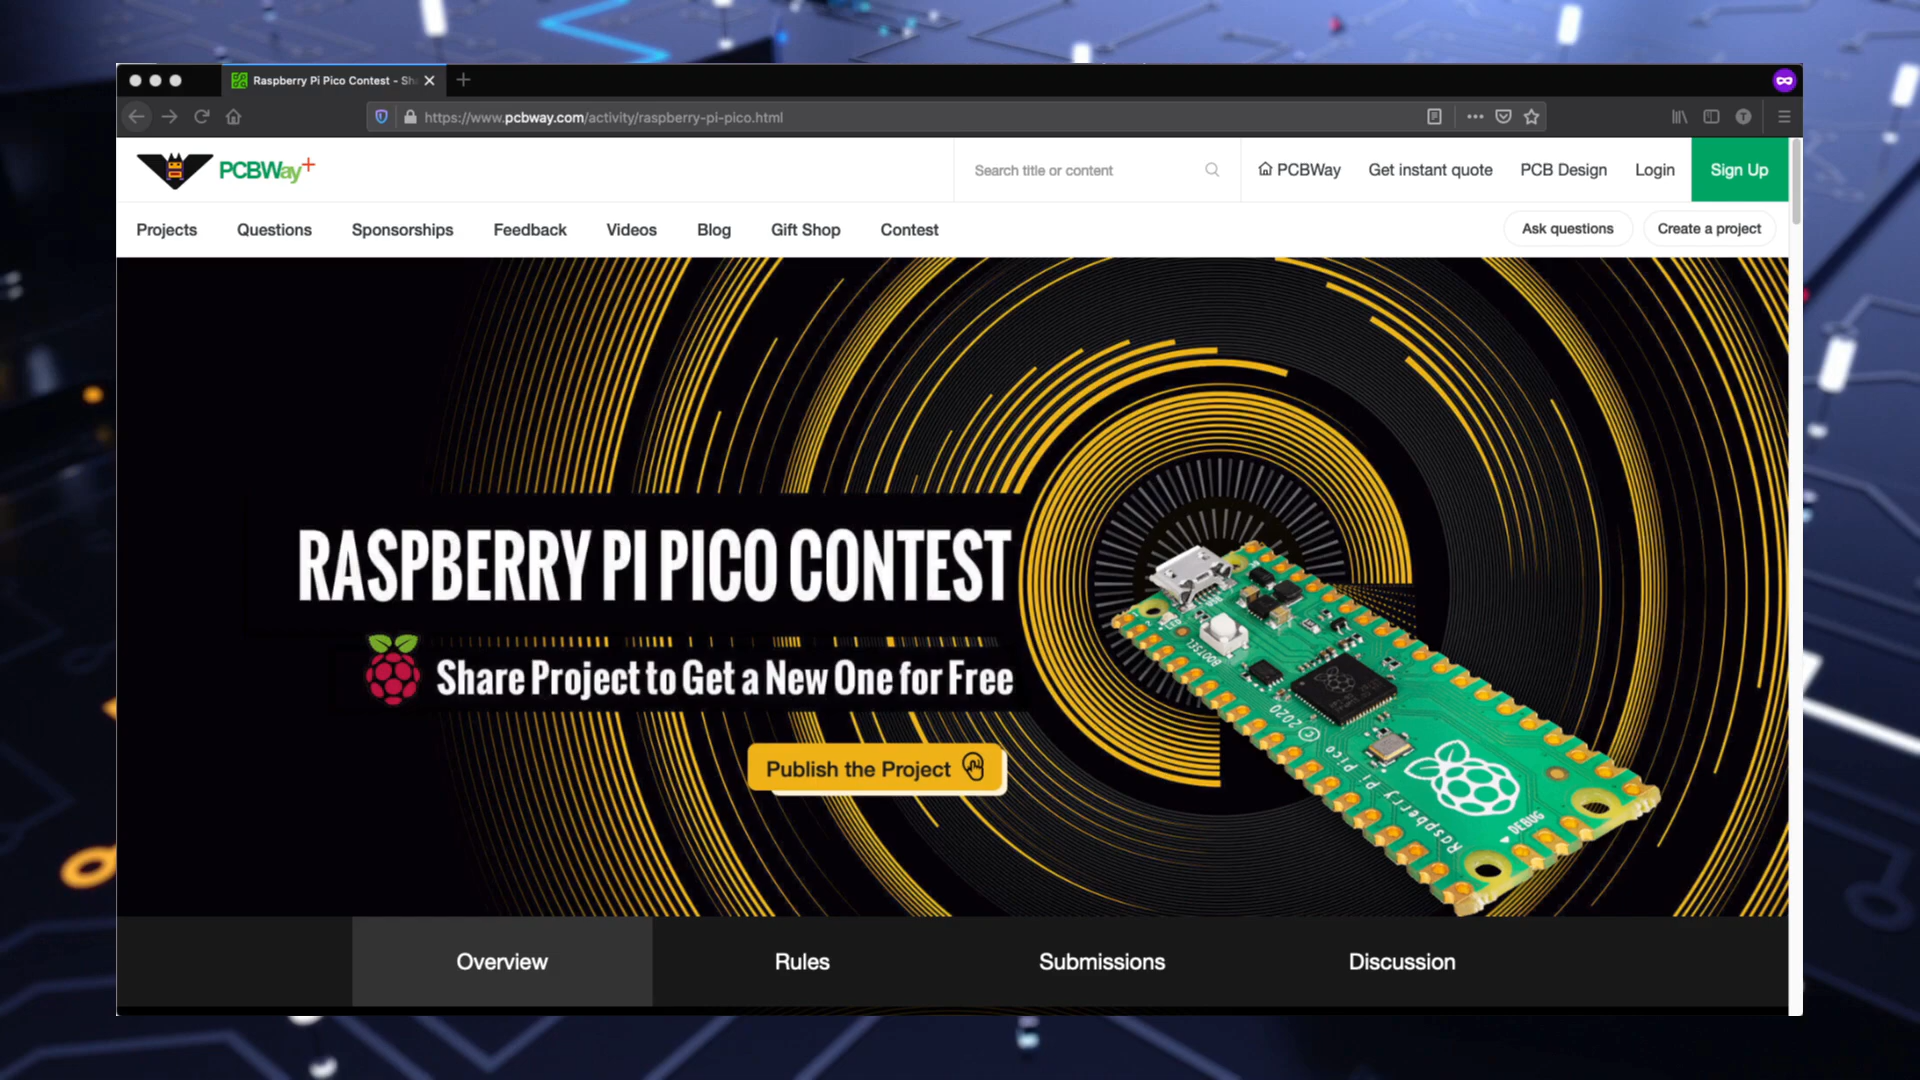 Raspberry Pi Pico Contest - Sh
https://www.pcbway.com/activity/raspberry-pi-pico.html
T
PCBWay+
Search title or content
PCBWay
Get instant quote
PCB Design
Login
Sign Up
Projects
Questions
Sponsorships
Feedback
Videos
Blog
Gift Shop
Contest
Ask questions
Create a project
RASPBERRY PI PICO CONTEST
Share Project to Get a New One for Free
Publish the Project
LED
USB
BOOTSEL
Raspberry Pi Pico © 2020
DEBUG
Overview
Rules
Submissions
Discussion